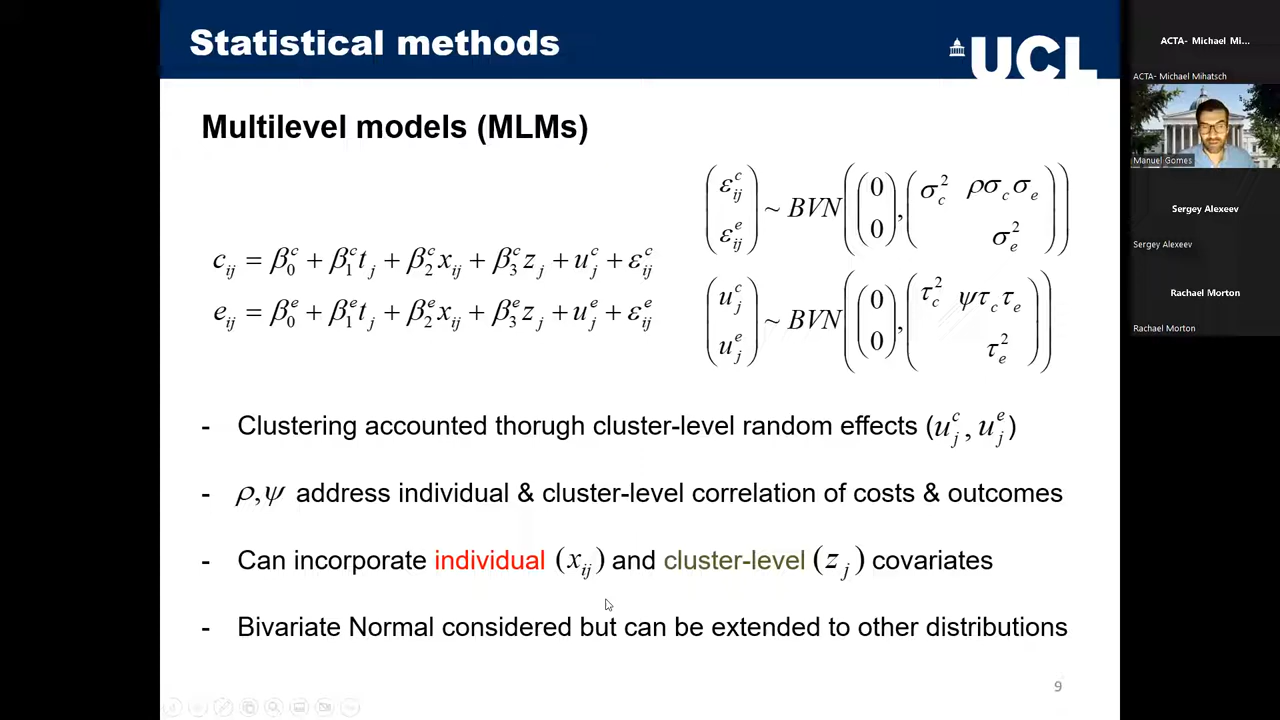 Statistical methods
UCL
Multilevel models (MLMs)
c_ij = β_0^c + β_1^c t_j + β_2^c x_ij + β_3^c z_j + u_j^c + ε_ij^c
e_ij = β_0^e + β_1^e t_j + β_2^e x_ij + β_3^e z_j + u_j^e + ε_ij^e
(ε_ij^c ε_ij^e) ~ BVN((0 0), (σ_c^2 ρσ_cσ_e σ_e^2))
(u_j^c u_j^e) ~ BVN((0 0), (τ_c^2 ψτ_cτ_e τ_e^2))
- Clustering accounted thorugh cluster-level random effects (u_j^c, u_j^e)
- ρ,ψ address individual & cluster-level correlation of costs & outcomes
- Can incorporate individual (x_ij) and cluster-level (z_j) covariates
- Bivariate Normal considered but can be extended to other distributions
9
ACTA- Michael Mi...
ACTA- Michael Mihatsch
Manuel Gomes
Sergey Alexeev
Sergey Alexeev
Rachael Morton
Rachael Morton